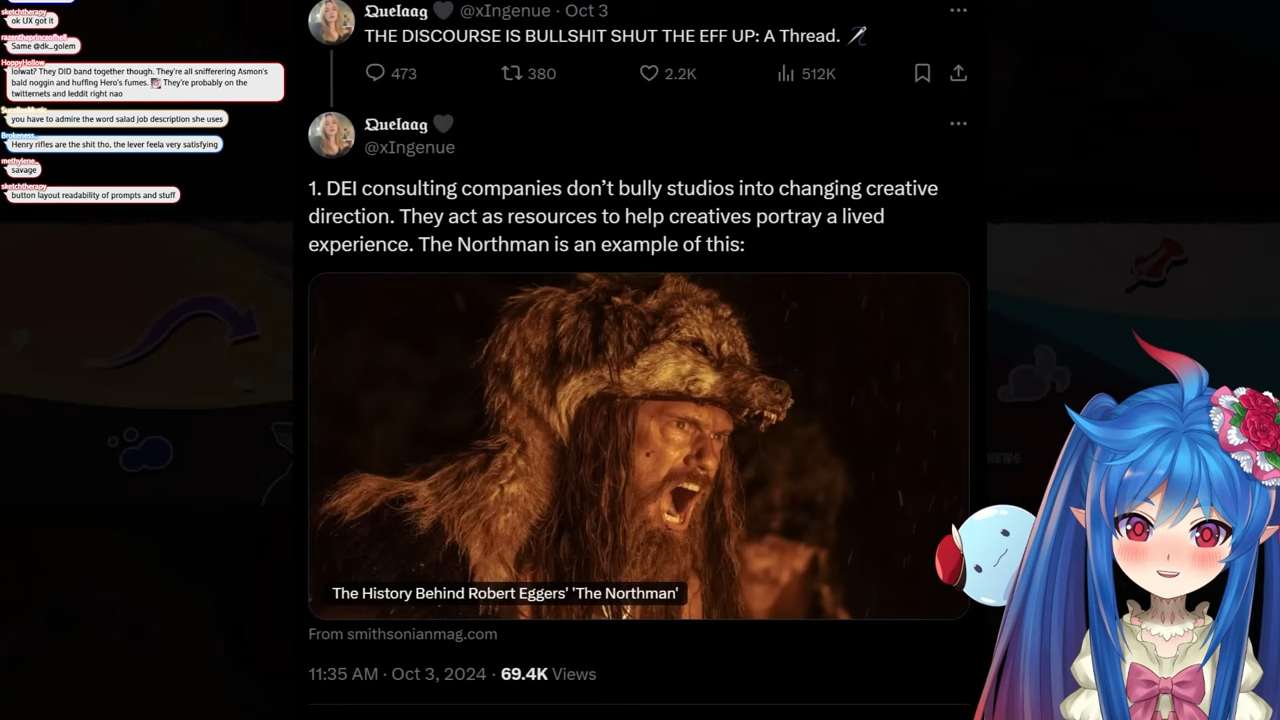 sketchtherapy
ok UX got it
razentheprinceofhell
Same @dk_golem
HoppyHollow
lolwat? They DID band together though. They're all sniffering Asmon's
bald noggin and huffing Hero's fumes. They're probably on the
twitternets and leddit right nao
you have to admire the word salad job description she uses
Brokeness
Henry rifles are the shit tho, the lever feela very satisfying
methylene_
savage
sketchtherapy
button layout readability of prompts and stuff
𝕼𝖚𝖊𝖑𝖆𝖆𝖌 🖤 @xIngenue · Oct 3
THE DISCOURSE IS BULLSHIT SHUT THE EFF UP: A Thread. 🪡
473 380 2.2K 512K
𝕼𝖚𝖊𝖑𝖆𝖆𝖌 🖤
@xIngenue
1. DEI consulting companies don’t bully studios into changing creative
direction. They act as resources to help creatives portray a lived
experience. The Northman is an example of this:
The History Behind Robert Eggers' 'The Northman'
From smithsonianmag.com
11:35 AM · Oct 3, 2024 · 69.4K Views